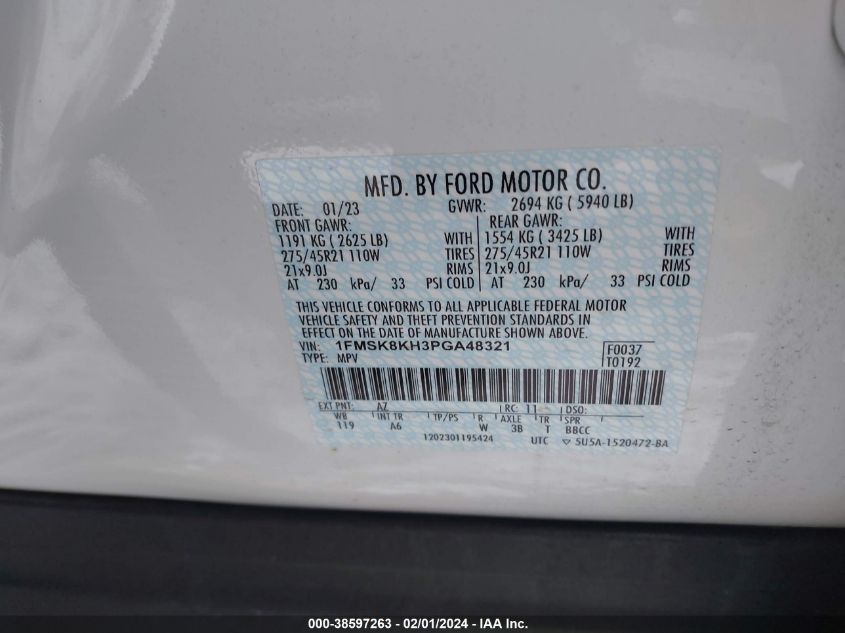 MFD. BY FORD MOTOR CO.
DATE: 01/23 GVWR: 2694 KG ( 5940 LB)
FRONT GAWR: REAR GAWR:
1191 KG ( 2625 LB) WITH 1554 KG ( 3425 LB) WITH
275/45R21 110W TIRES 275/45R21 110W TIRES
21x9.0J RIMS 21x9.0J RIMS
AT 230 kPa/ 33 PSI COLD AT 230 kPa/ 33 PSI COLD
THIS VEHICLE CONFORMS TO ALL APPLICABLE FEDERAL MOTOR
VEHICLE SAFETY AND THEFT PREVENTION STANDARDS IN
EFFECT ON THE DATE OF MANUFACTURE SHOWN ABOVE.
VIN: 1FMSK8KH3PGA48321 F0037
TYPE: MPV T0192
EXT PNT: AZ RC: 11 DSO:
WB INT TR TP/PS R AXLE TR SPR
119 A6 W 3B T BBCC
1202301195424 UTC ▽ 5U5A-1520472-BA
000-38597263 - 02/01/2024 - IAA Inc.